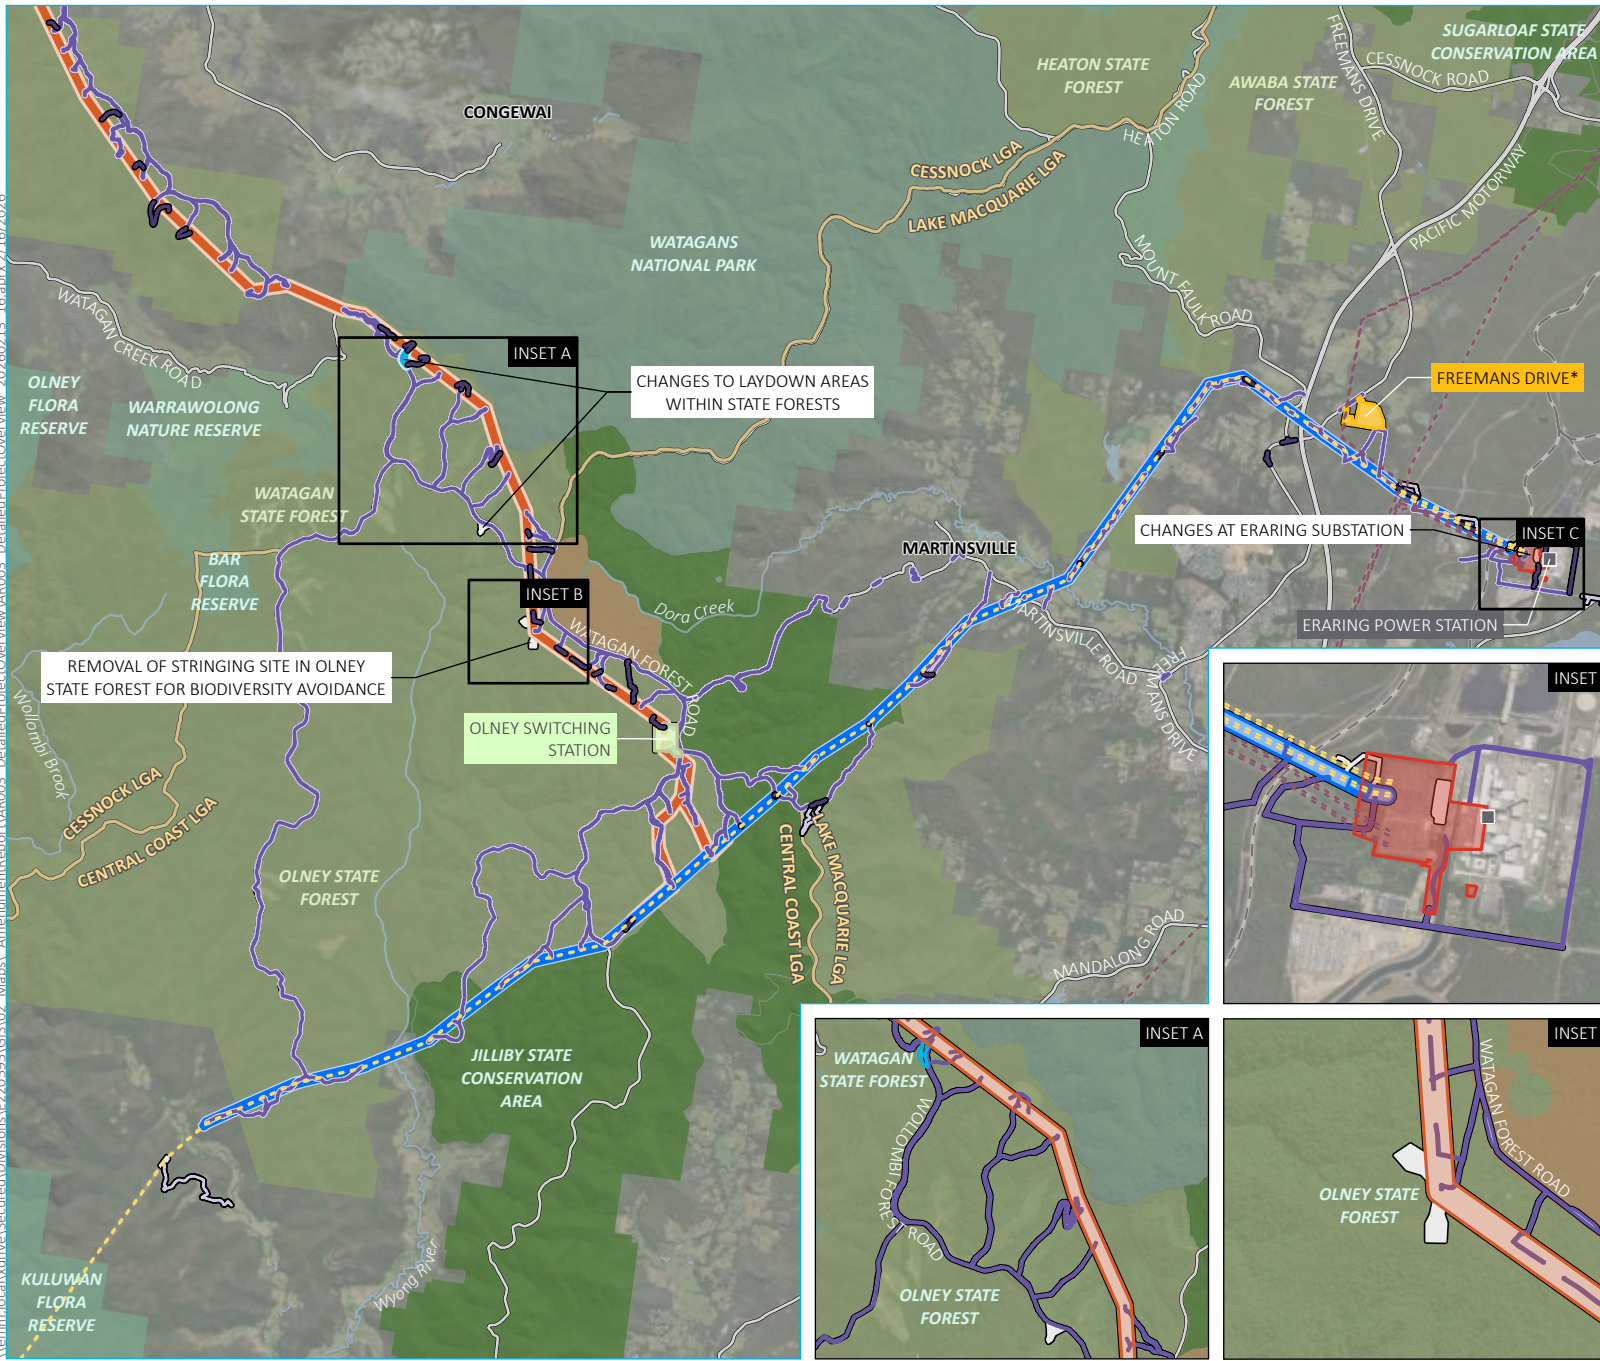 SUGARLOAF STATE
CONSERVATION AREA
FREEMANS DRIVE
CESSNOCK ROAD
HEATON STATE
FOREST
AWABA STATE
FOREST
HEATON ROAD
CONGEWAI
CESSNOCK LGA
LAKE MACQUARIE LGA
PACIFIC MOTORWAY
WATAGANS
NATIONAL PARK
MOUNT FAULK ROAD
WATAGAN CREEK ROAD
INSET A
CHANGES TO LAYDOWN AREAS
WITHIN STATE FORESTS
FREEMANS DRIVE*
OLNEY
FLORA
RESERVE
WARRAWOLONG
NATURE RESERVE
WATAGAN
STATE FOREST
CHANGES AT ERARING SUBSTATION
INSET C
MARTINSVILLE
BAR
FLORA
RESERVE
INSET B
Dora Creek
ERARING POWER STATION
MARTINSVILLE ROAD
FREEMANS DRIVE
WATAGAN FOREST ROAD
REMOVAL OF STRINGING SITE IN OLNEY
STATE FOREST FOR BIODIVERSITY AVOIDANCE
INSET
Wollombi Brook
OLNEY SWITCHING
STATION
CESSNOCK LGA
CENTRAL COAST LGA
CENTRAL COAST LGA
LAKE MACQUARIE LGA
OLNEY STATE
FOREST
MANDALONG ROAD
JILLIBY STATE
CONSERVATION
AREA
INSET A
WATAGAN
STATE FOREST
WOLLOMBI FOREST ROAD
OLNEY STATE
FOREST
INSET
WATAGAN FOREST ROAD
OLNEY STATE
FOREST
Wyong River
KULUWAN
FLORA
RESERVE